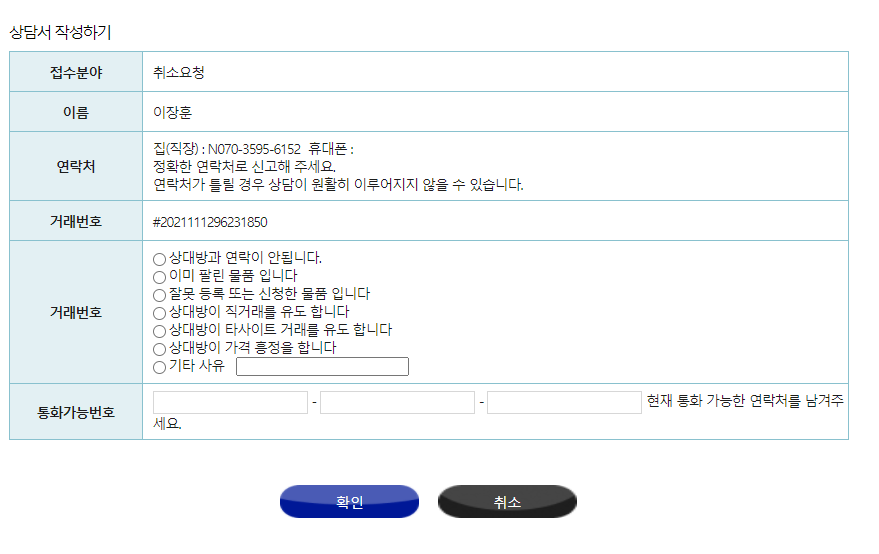 상담서 작성하기
접수분야 취소요청
이름 이장훈
연락처 집(직장) : N070-3595-6152 휴대폰 :
정확한 연락처로 신고해 주세요.
연락처가 틀릴 경우 상담이 원활히 이루어지지 않을 수 있습니다.
거래번호 #2021111296231850
거래번호
상대방과 연락이 안됩니다.
이미 팔린 물품 입니다
잘못 등록 또는 신청한 물품 입니다
상대방이 직거래를 유도 합니다
상대방이 타사이트 거래를 유도 합니다
상대방이 가격 흥정을 합니다
기타 사유
통화가능번호 - - 현재 통화 가능한 연락처를 남겨주
세요.
확인 취소